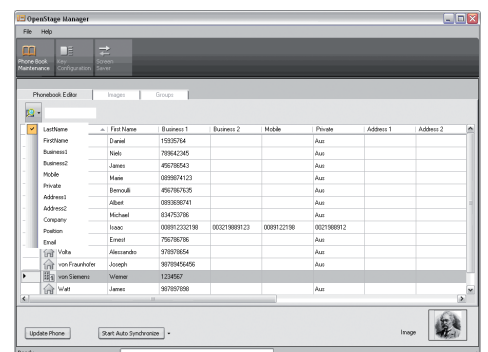 OpenStage Manager
File Help
Phone Book Maintenance
Key Configuration
Screen Saver
Phonebook Editor Images Groups
LastName First Name Business 1 Business 2 Mobile Private Address 1 Address 2
FirstName Daniel 15935764 Aus
Business1 Niels 789642345 Aus
Business2 James 456786543 Aus
Mobile Marie 0899874123 Aus
Private Bernoulli 4567867635 Aus
Address1 Albert 0893698741 Aus
Address2 Michael 834753786 Aus
Company Isaac 008912332198 003219889123 0089122198 0021988912
Position Ernest 756786786 Aus
Email
Volta Alessandro 978978654 Aus
von Fraunhofer Joseph 98789456456 Aus
von Siemens Werner 1234567
Watt James 987897898 Aus
Update Phone Start Auto Synchronize Image